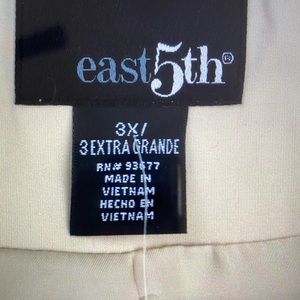 east5th®
3X/
3 EXTRA GRANDE
RN# 93677
MADE IN
VIETNAM
HECHO EN
VIETNAM